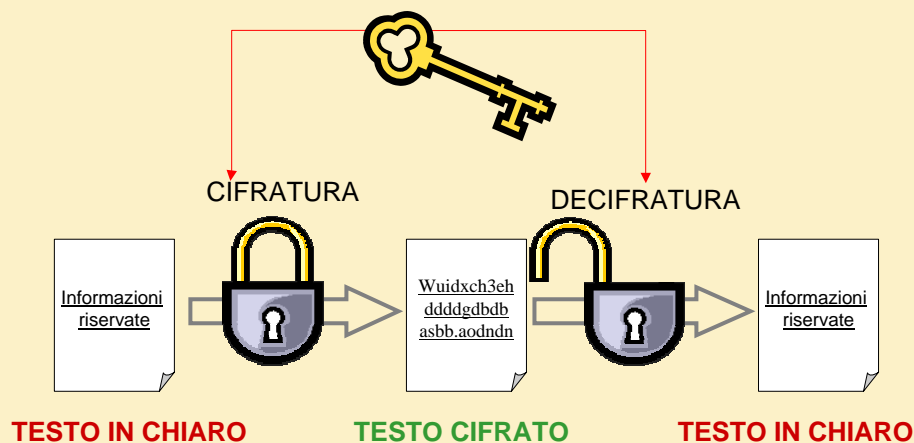 CIFRATURA
DECIFRATURA
Informazioni
riservate
Wuidxch3eh
ddddgdbdb
asbb.aodndn
Informazioni
riservate
TESTO IN CHIARO
TESTO CIFRATO
TESTO IN CHIARO